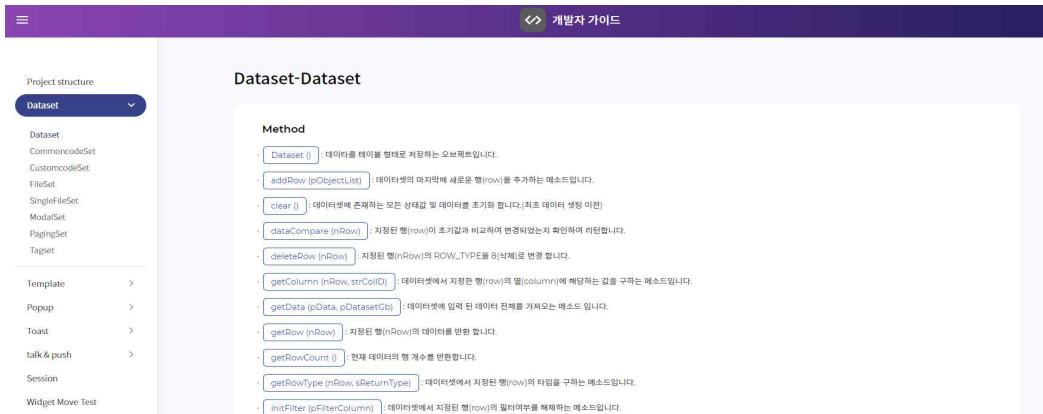 개발자 가이드
Project structure
Dataset
Dataset
CommoncodeSet
CustomcodeSet
FileSet
SingleFileSet
ModalSet
PagingSet
Tagset
Template
Popup
Toast
talk & push
Session
Widget Move Test
Dataset-Dataset
Method
- Dataset () : 데이타를 테이블 형태로 저장하는 오브젝트입니다.
- addRow (pObjectList) : 데이터셋의 마지막에 새로운 행(row)을 추가하는 메소드입니다.
- clear () : 데이터셋에 존재하는 모든 상태값 및 데이터를 초기화 합니다.(최초 데이터 셋팅 이전)
- dataCompare (nRow) : 지정된 행(row)이 초기값과 비교하여 변경되었는지 확인하여 리턴합니다.
- deleteRow (nRow) : 지정된 행(nRow)의 ROW_TYPE을 8(삭제)로 변경 합니다.
- getColumn (nRow, strColID) : 데이터셋에서 지정한 행(row)의 열(column)에 해당하는 값을 구하는 메소드입니다.
- getData (pData, pDatasetGb) : 데이터셋에 입력 된 데이터 전체를 가져오는 메소드 입니다.
- getRow (nRow) : 지정된 행(nRow)의 데이터를 반환 합니다.
- getRowCount () : 현재 데이터의 행 개수를 반환합니다.
- getRowType (nRow, sReturnType) : 데이터셋에서 지정된 행(row)의 타입을 구하는 메소드입니다.
- initFilter (pFilterColumn) : 데이터셋에서 지정된 행(row)의 필터여부를 해제하는 메소드입니다.